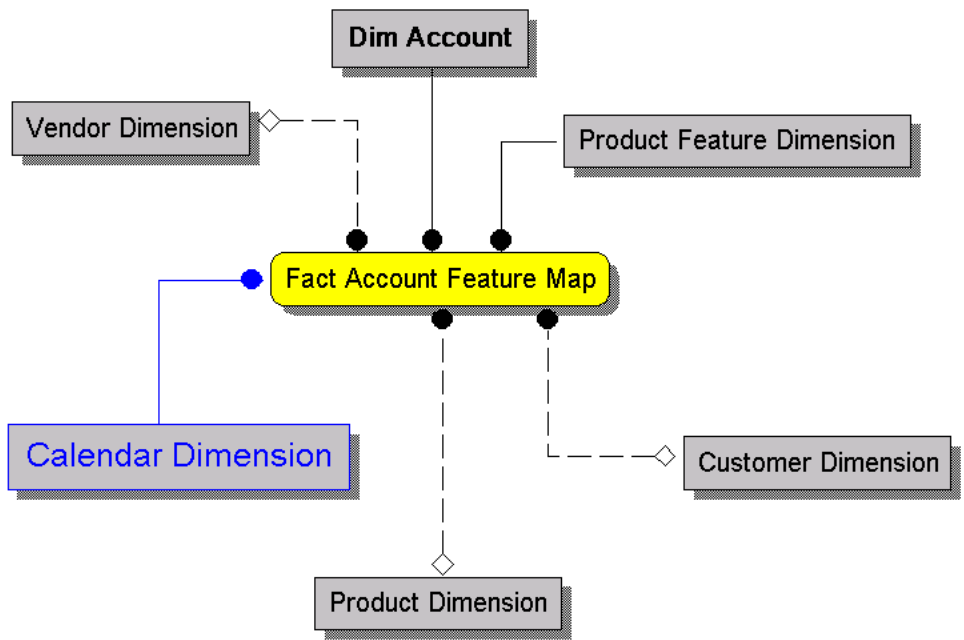 Dim Account
Vendor Dimension
Product Feature Dimension
Fact Account Feature Map
Calendar Dimension
Customer Dimension
Product Dimension